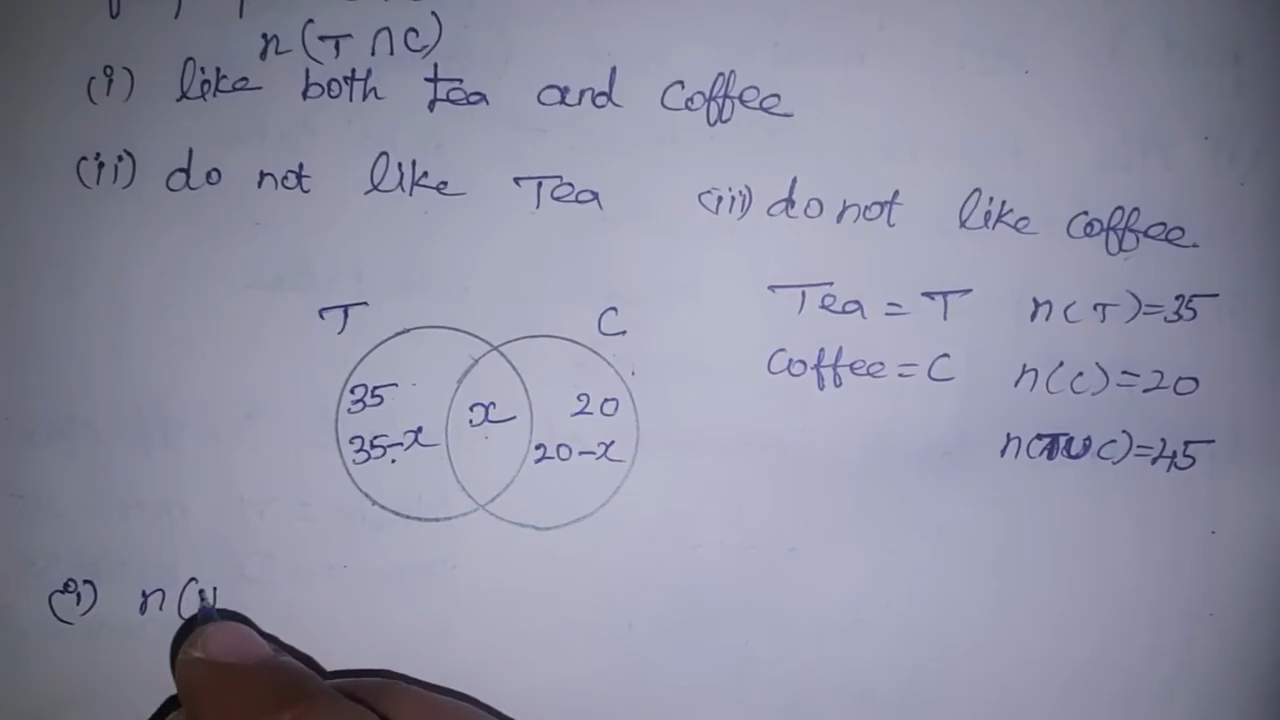 n(T∩C)
(i) like both tea and coffee
(ii) do not like Tea (iii) do not like coffee.
Tea = T n(T)=35
Coffee = C n(C)=20
n(TUC)=45
T C
35 x 20
35-x 20-x
(i) n(